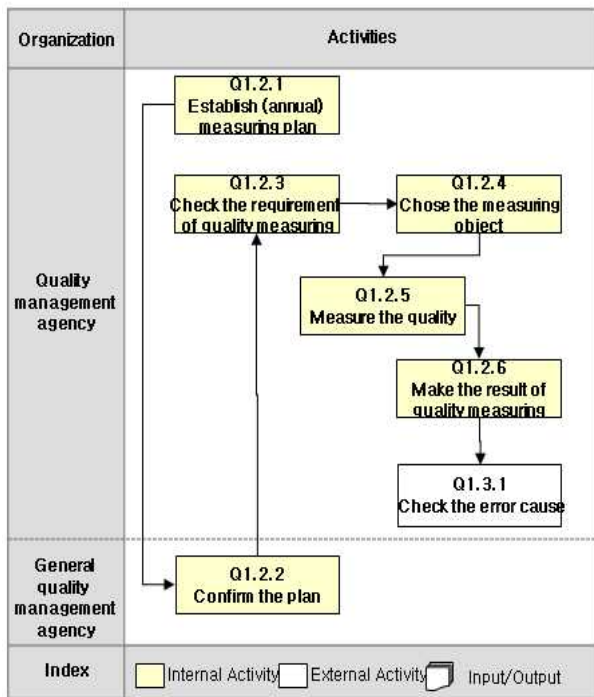 Organization
Activities
Q1.2.1
Establish (annual)
measuring plan
Q1.2.3
Check the requirement
of quality measuring
Q1.2.4
Chose the measuring
object
Quality
management
agency
Q1.2.5
Measure the quality
Q1.2.6
Make the result of
quality measuring
Q1.3.1
Check the error cause
General
quality
management
agency
Q1.2.2
Confirm the plan
Index
Internal Activity
External Activity
Input/Output